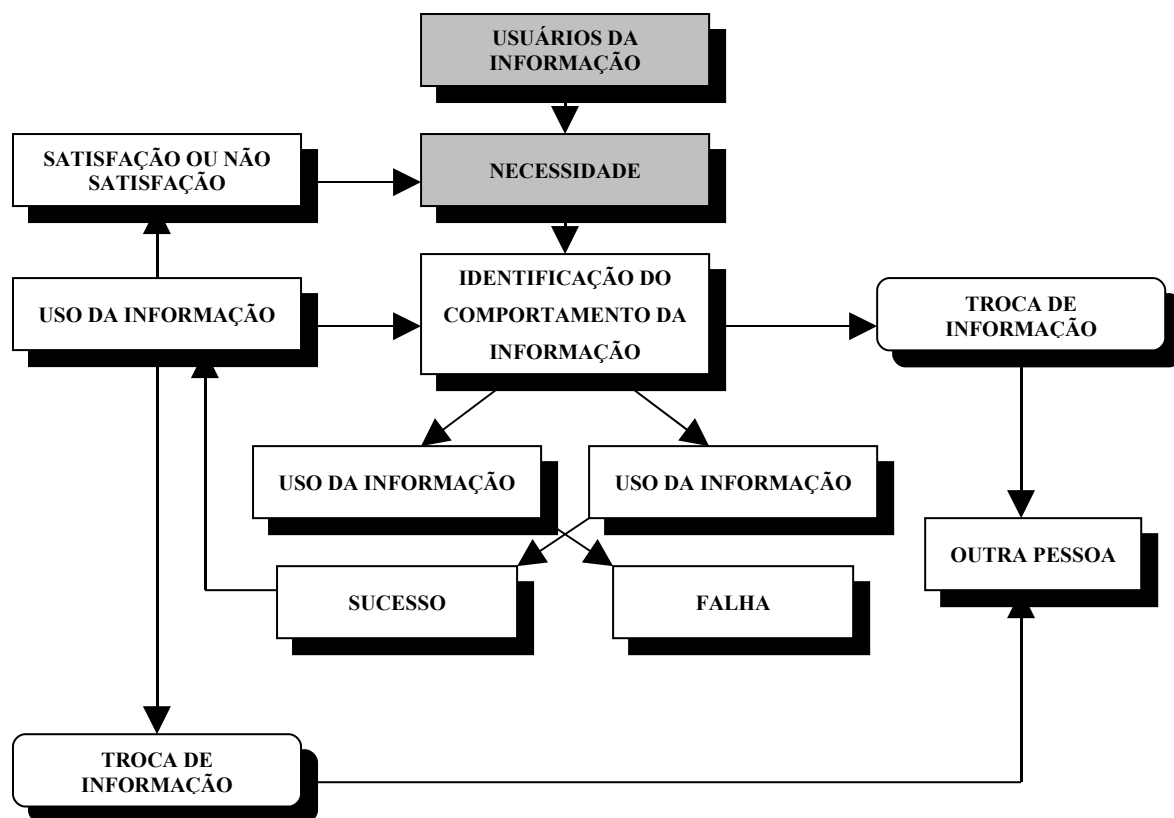 USUÁRIOS DA
INFORMAÇÃO
SATISFAÇÃO OU NÃO
SATISFAÇÃO
NECESSIDADE
USO DA INFORMAÇÃO
IDENTIFICAÇÃO DO
COMPORTAMENTO DA
INFORMAÇÃO
TROCA DE
INFORMAÇÃO
USO DA INFORMAÇÃO
USO DA INFORMAÇÃO
OUTRA PESSOA
SUCESSO
FALHA
TROCA DE
INFORMAÇÃO